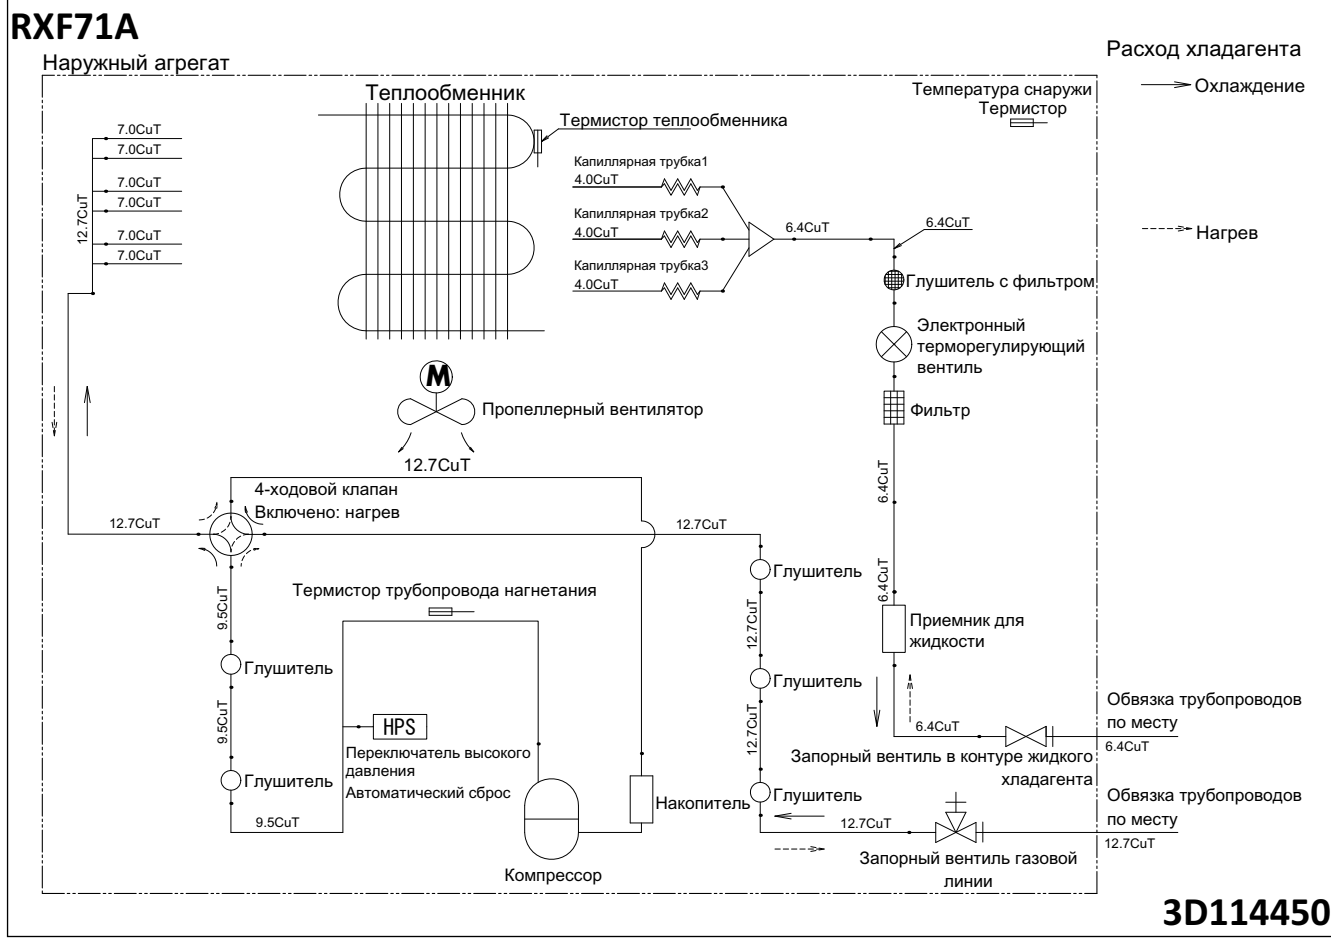 RXF71A
Наружный агрегат
Расход хладагента
Охлаждение
Нагрев
Теплообменник
Термистор теплообменника
Температура снаружи
Термистор
7.0CuT
7.0CuT
7.0CuT
7.0CuT
7.0CuT
7.0CuT
12.7CuT
Капиллярная трубка1
4.0CuT
Капиллярная трубка2
4.0CuT
Капиллярная трубка3
4.0CuT
6.4CuT
6.4CuT
Глушитель с фильтром
Электронный
терморегулирующий
вентиль
Фильтр
M
Пропеллерный вентилятор
12.7CuT
4-ходовой клапан
Включено: нагрев
12.7CuT
12.7CuT
6.4CuT
6.4CuT
Термистор трубопровода нагнетания
9.5CuT
Глушитель
9.5CuT
Глушитель
9.5CuT
HPS
Переключатель высокого
давления
Автоматический сброс
Компрессор
Накопитель
Глушитель
12.7CuT
Глушитель
12.7CuT
Глушитель
12.7CuT
Приемник для
жидкости
6.4CuT
Запорный вентиль в контуре жидкого
хладагента
Обвязка трубопроводов
по месту
6.4CuT
Обвязка трубопроводов
по месту
12.7CuT
Запорный вентиль газовой
линии
3D114450